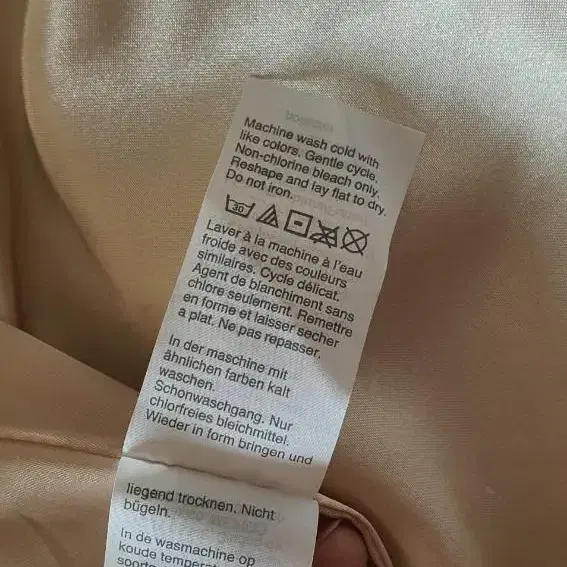 Machine wash cold with
like colors. Gentle cycle.
Non-chlorine bleach only.
Reshape and lay flat to dry.
Do not iron.
30
Laver à la machine à l'eau
froide avec des couleurs
similaires. Cycle délicat.
Agent de blanchiment sans
chlore seulement. Remettre
en forme et laisser secher
a plat. Ne pas repasser.
In der maschine mit
ähnlichen farben kalt
waschen.
Schonwaschgang. Nur
chlorfreies bleichmittel.
Wieder in form bringen und
liegend trocknen. Nicht
bügeln.
In de wasmachine op
koude